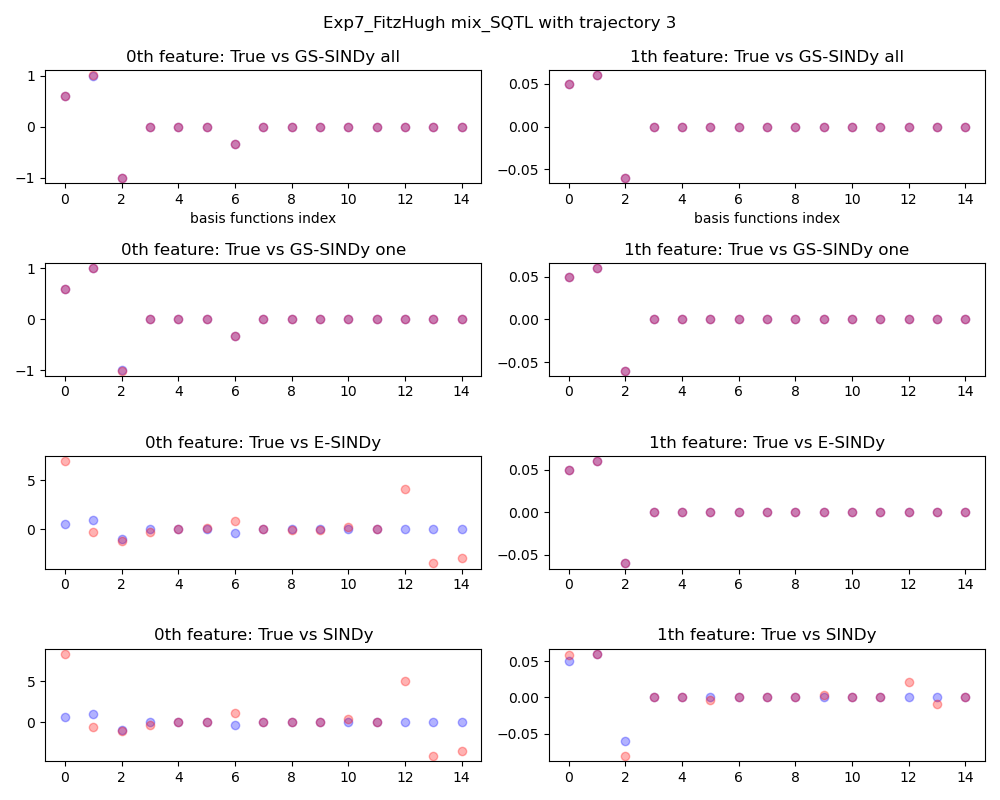 Exp7_FitzHugh mix_SQTL with trajectory 3
0th feature: True vs GS-SINDy all
1
0
−1
0 2 4 6 8 10 12 14
basis functions index
1th feature: True vs GS-SINDy all
0.05
0.00
−0.05
0 2 4 6 8 10 12 14
basis functions index
0th feature: True vs GS-SINDy one
1
0
−1
0 2 4 6 8 10 12 14
1th feature: True vs GS-SINDy one
0.05
0.00
−0.05
0 2 4 6 8 10 12 14
0th feature: True vs E-SINDy
5
0
0 2 4 6 8 10 12 14
1th feature: True vs E-SINDy
0.05
0.00
−0.05
0 2 4 6 8 10 12 14
0th feature: True vs SINDy
5
0
0 2 4 6 8 10 12 14
1th feature: True vs SINDy
0.05
0.00
−0.05
0 2 4 6 8 10 12 14